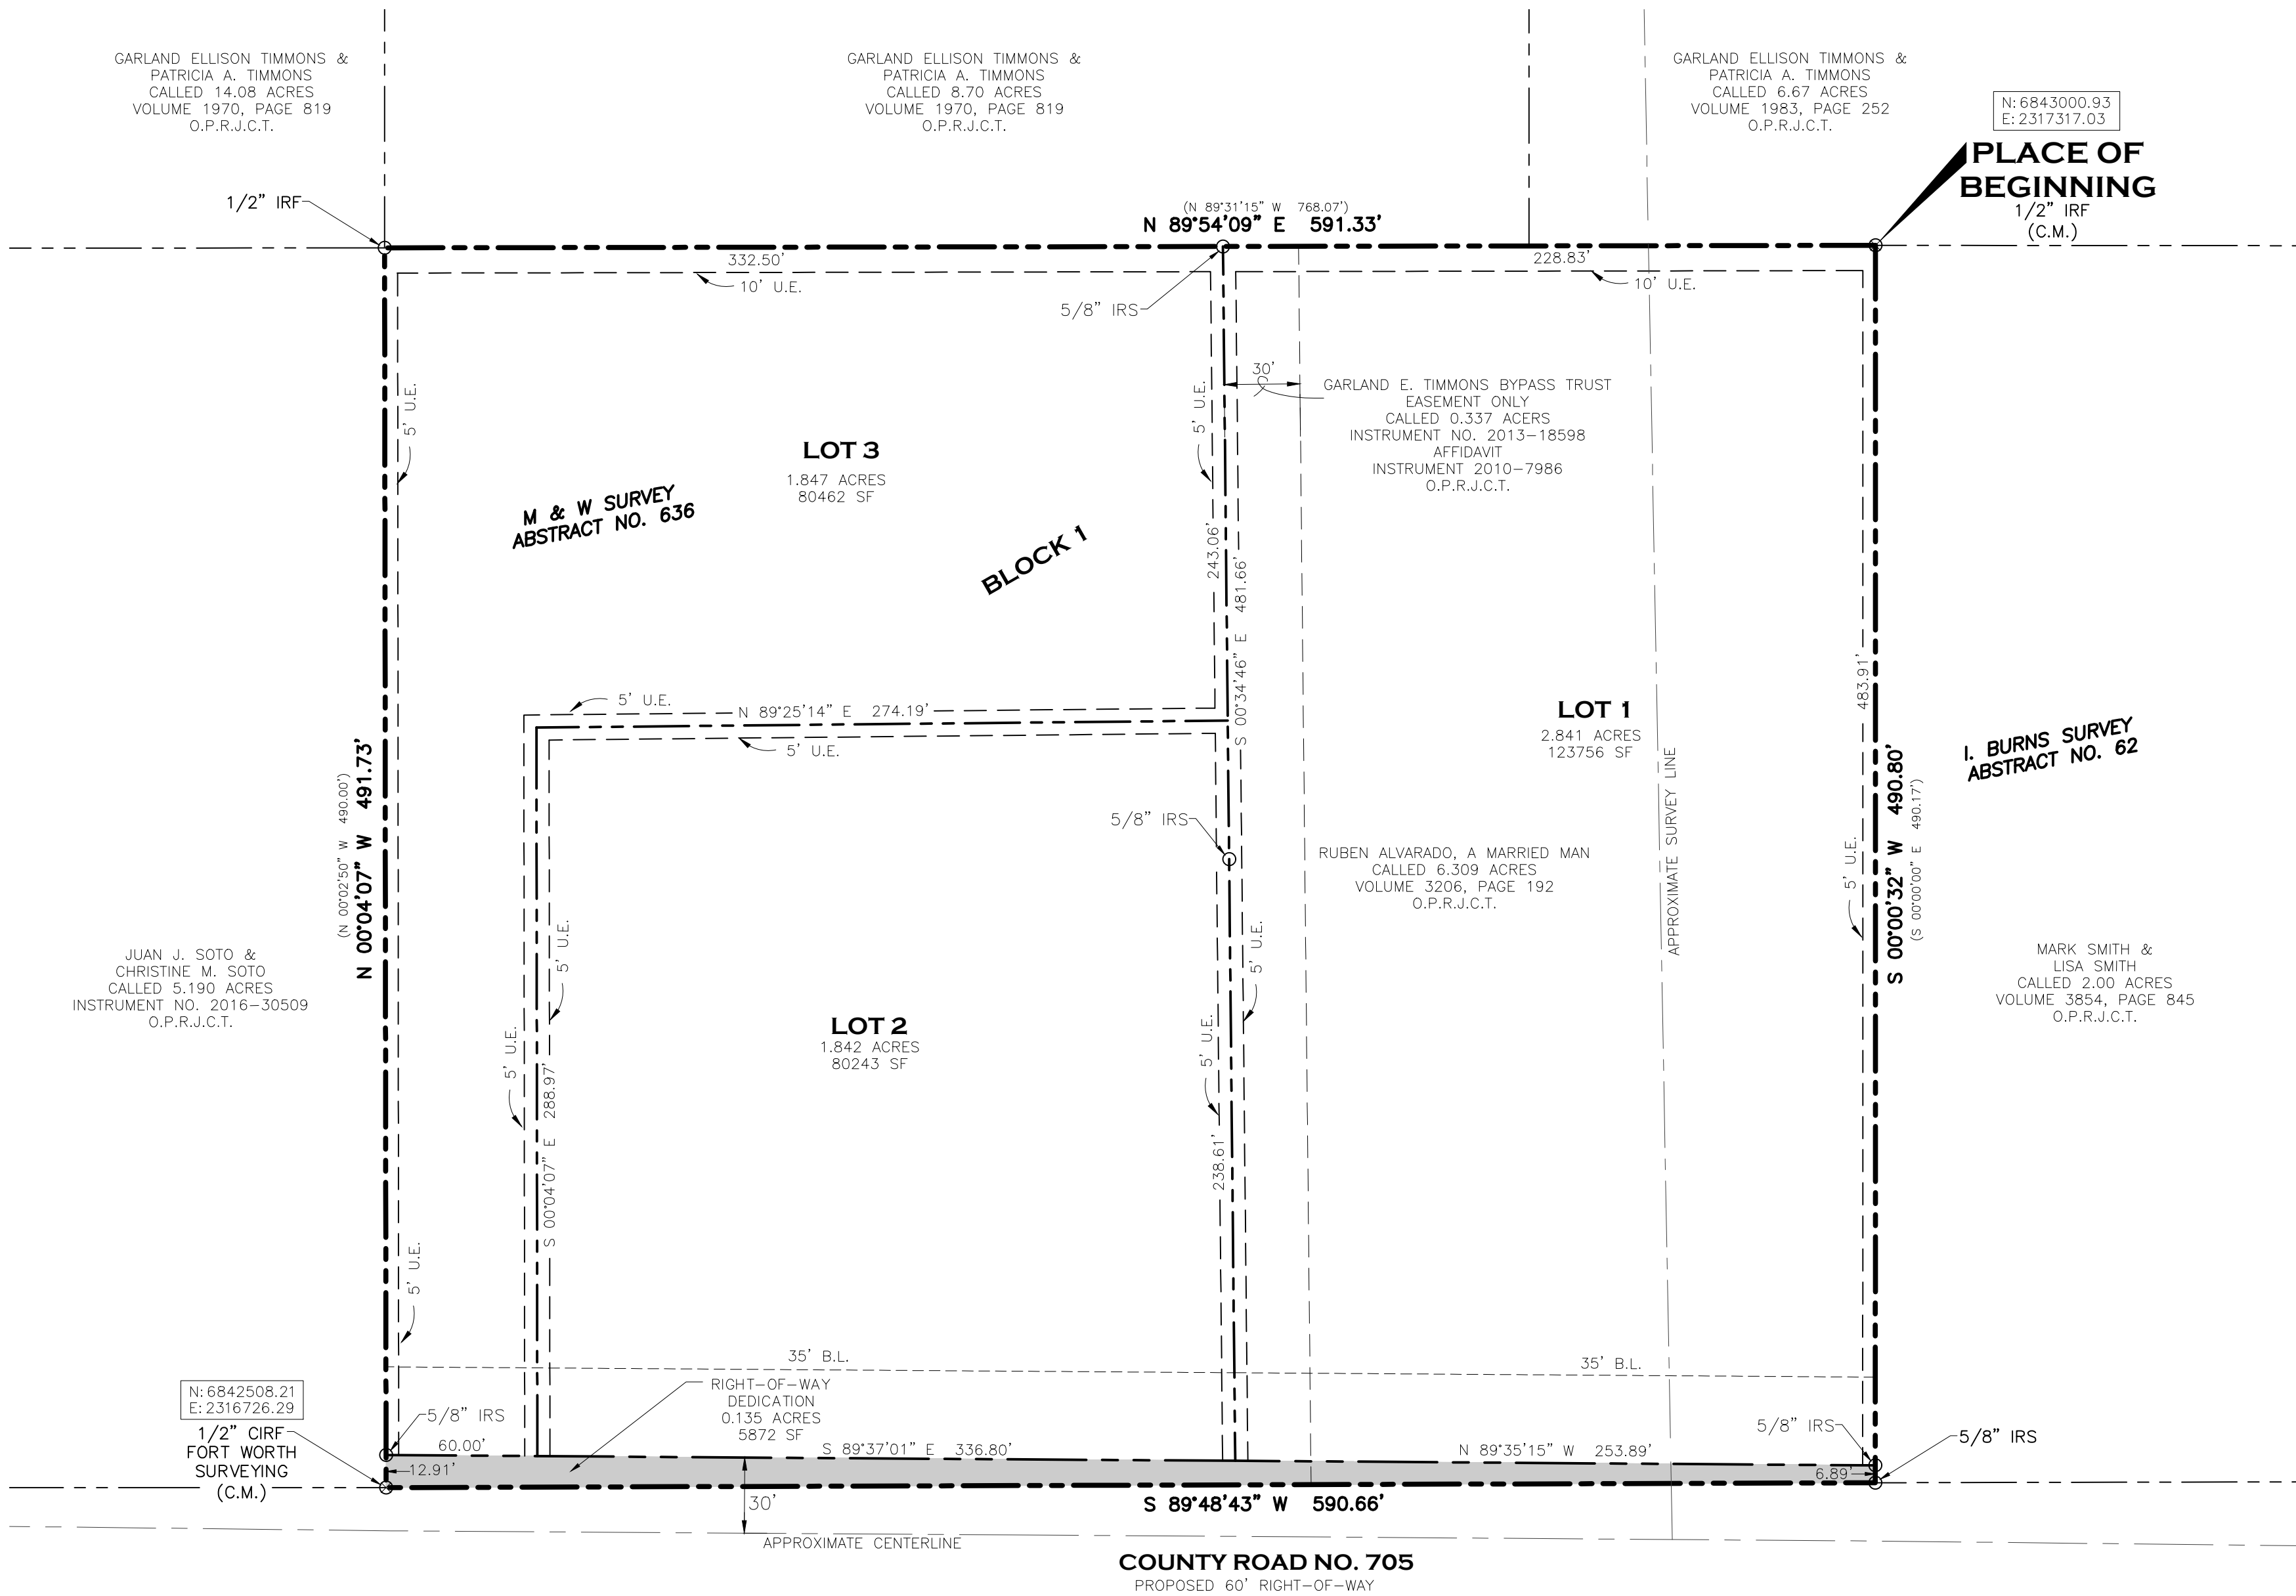 GARLAND ELLISON TIMMONS &
PATRICIA A. TIMMONS
CALLED 14.08 ACRES
VOLUME 1970, PAGE 819
O.P.R.J.C.T.
GARLAND ELLISON TIMMONS &
PATRICIA A. TIMMONS
CALLED 8.70 ACRES
VOLUME 1970, PAGE 819
O.P.R.J.C.T.
GARLAND ELLISON TIMMONS &
PATRICIA A. TIMMONS
CALLED 6.67 ACRES
VOLUME 1983, PAGE 252
O.P.R.J.C.T.
N: 6843000.93
E: 2317317.03
PLACE OF
BEGINNING
1/2" IRF
(C.M.)
1/2" IRF
(N 89°31'15" W 768.07')
N 89°54'09" E 591.33'
332.50'
10' U.E.
5/8" IRS
228.83'
10' U.E.
5' U.E.
5' U.E.
30'
GARLAND E. TIMMONS BYPASS TRUST
EASEMENT ONLY
CALLED 0.337 ACERS
INSTRUMENT NO. 2013-18598
AFFIDAVIT
INSTRUMENT 2010-7986
O.P.R.J.C.T.
LOT 3
1.847 ACRES
80462 SF
M & W SURVEY
ABSTRACT NO. 636
BLOCK 1
243.06'
S 00°34'46" E 481.66'
5' U.E.
N 89°25'14" E 274.19'
5' U.E.
LOT 1
2.841 ACRES
123756 SF
APPROXIMATE SURVEY LINE
483.91'
I. BURNS SURVEY
ABSTRACT NO. 62
S 00°00'32" W 490.80'
(S 00°00'00" E 490.17')
(N 00°02'50" W 490.00')
N 00°04'07" W 491.73'
5/8" IRS
RUBEN ALVARADO, A MARRIED MAN
CALLED 6.309 ACRES
VOLUME 3206, PAGE 192
O.P.R.J.C.T.
5' U.E.
JUAN J. SOTO &
CHRISTINE M. SOTO
CALLED 5.190 ACRES
INSTRUMENT NO. 2016-30509
O.P.R.J.C.T.
MARK SMITH &
LISA SMITH
CALLED 2.00 ACRES
VOLUME 3854, PAGE 845
O.P.R.J.C.T.
5' U.E.
5' U.E.
5' U.E.
5' U.E.
LOT 2
1.842 ACRES
80243 SF
S 00°04'07" E 288.97'
238.61'
5' U.E.
35' B.L.
35' B.L.
N: 6842508.21
E: 2316726.29
1/2" CIRF
FORT WORTH
SURVEYING
(C.M.)
5/8" IRS
RIGHT-OF-WAY
DEDICATION
0.135 ACRES
5872 SF
60.00'
S 89°37'01" E 336.80'
N 89°35'15" W 253.89'
5/8" IRS
5/8" IRS
12.91'
6.89'
30'
S 89°48'43" W 590.66'
APPROXIMATE CENTERLINE
COUNTY ROAD NO. 705
PROPOSED 60' RIGHT-OF-WAY